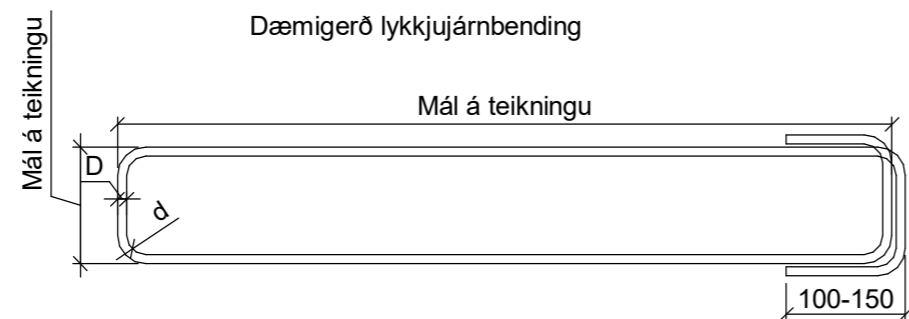 Dæmigerð lykkjujárnbending
Mál á teikningu
Mál á teikningu
D
d
100-150